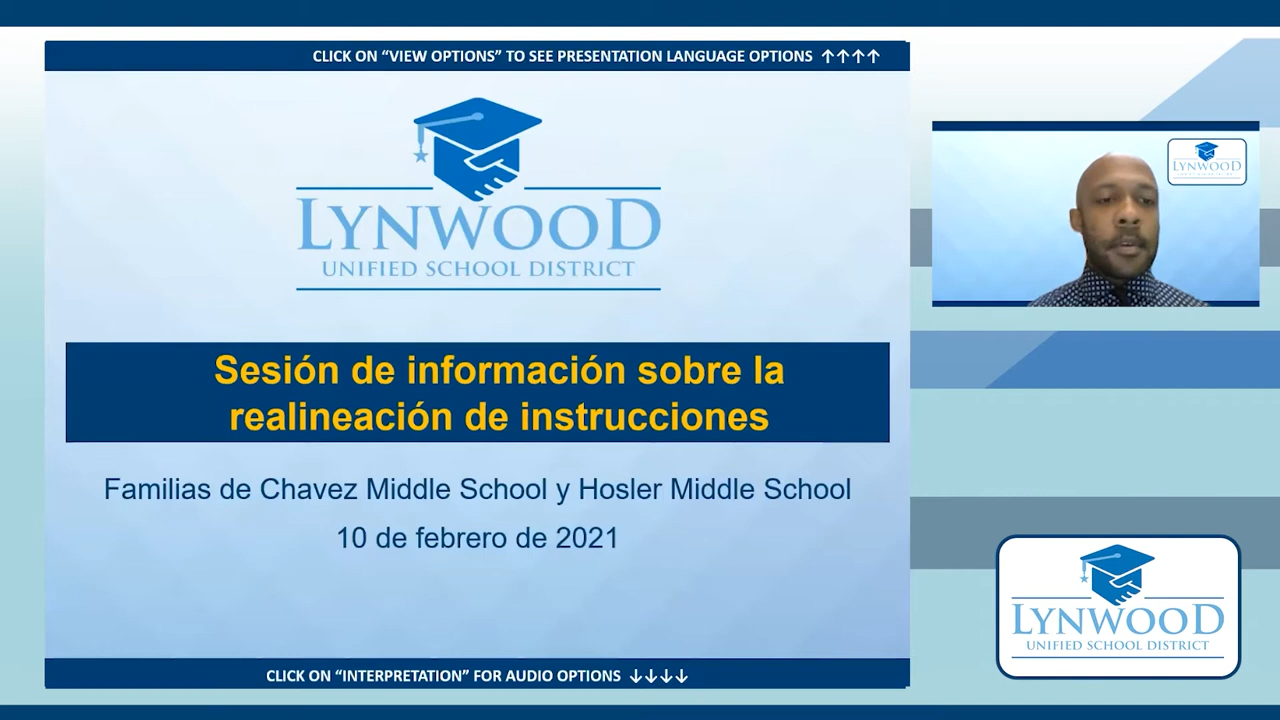 CLICK ON “VIEW OPTIONS” TO SEE PRESENTATION LANGUAGE OPTIONS ↑↑↑↑
LYNWOOD
UNIFIED SCHOOL DISTRICT
Sesión de información sobre la
realineación de instrucciones
Familias de Chavez Middle School y Hosler Middle School
10 de febrero de 2021
CLICK ON “INTERPRETATION” FOR AUDIO OPTIONS ↓↓↓↓
LYNWOOD
LYNWOOD
UNIFIED SCHOOL DISTRICT